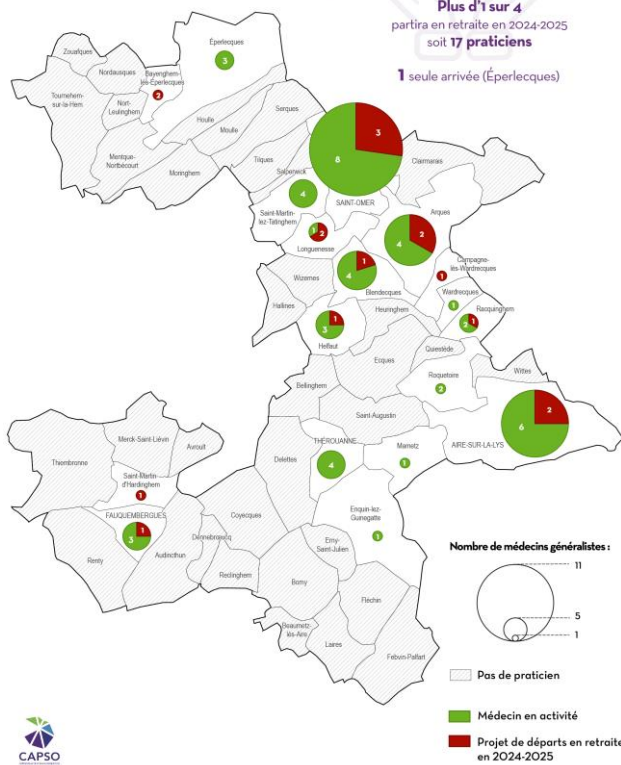 Plus d'1 sur 4
partira en retraite en 2024-2025
soit 17 praticiens
1 seule arrivée (Éperlecques)
Éperlecques
3
Zouafques
Nordausques
Bayenghem-
lès-Éperlecques
2
Tournehem-
sur-la-Hem
Nort-
Leulinghem
Houlle
Moulle
Serques
Mentque-
Norbécourt
Moringhem
Tilques
Salperwick
3
8
Clairmarais
4
SAINT-OMER
Arques
Saint-Martin-
lez-Tatinghem
1
2
Longuenesse
2
4
Campagne-
lès-Wardrecques
1
Wizernes
1
4
Blendecques
Wardrecques
1
Racquinghem
1
2
Hallines
Heuringhem
1
3
Helfaut
Quiestède
Ecques
Roquetoire
2
Wittes
Bellinghem
Saint-Augustin
2
6
AIRE-SUR-LA-LYS
Merck-Saint-Liévin
Avroult
Thiembronne
Delettes
THÉROUANNE
4
Mametz
1
Saint-Martin
d'Hardinghem
1
FAUQUEMBERGUES
1
3
Coyecques
Enquin-lez-
Guinegatte
1
Dennebroeucq
Renty
Audincthun
Erny-
Saint-Julien
Reclinghem
Bomy
Fléchin
Beaumetz-
lès-Aire
Laires
Febvin-Palfart
Nombre de médecins généralistes :
11
5
1
Pas de praticien
Médecin en activité
Projet de départs en retraite
en 2024-2025
CAPSO